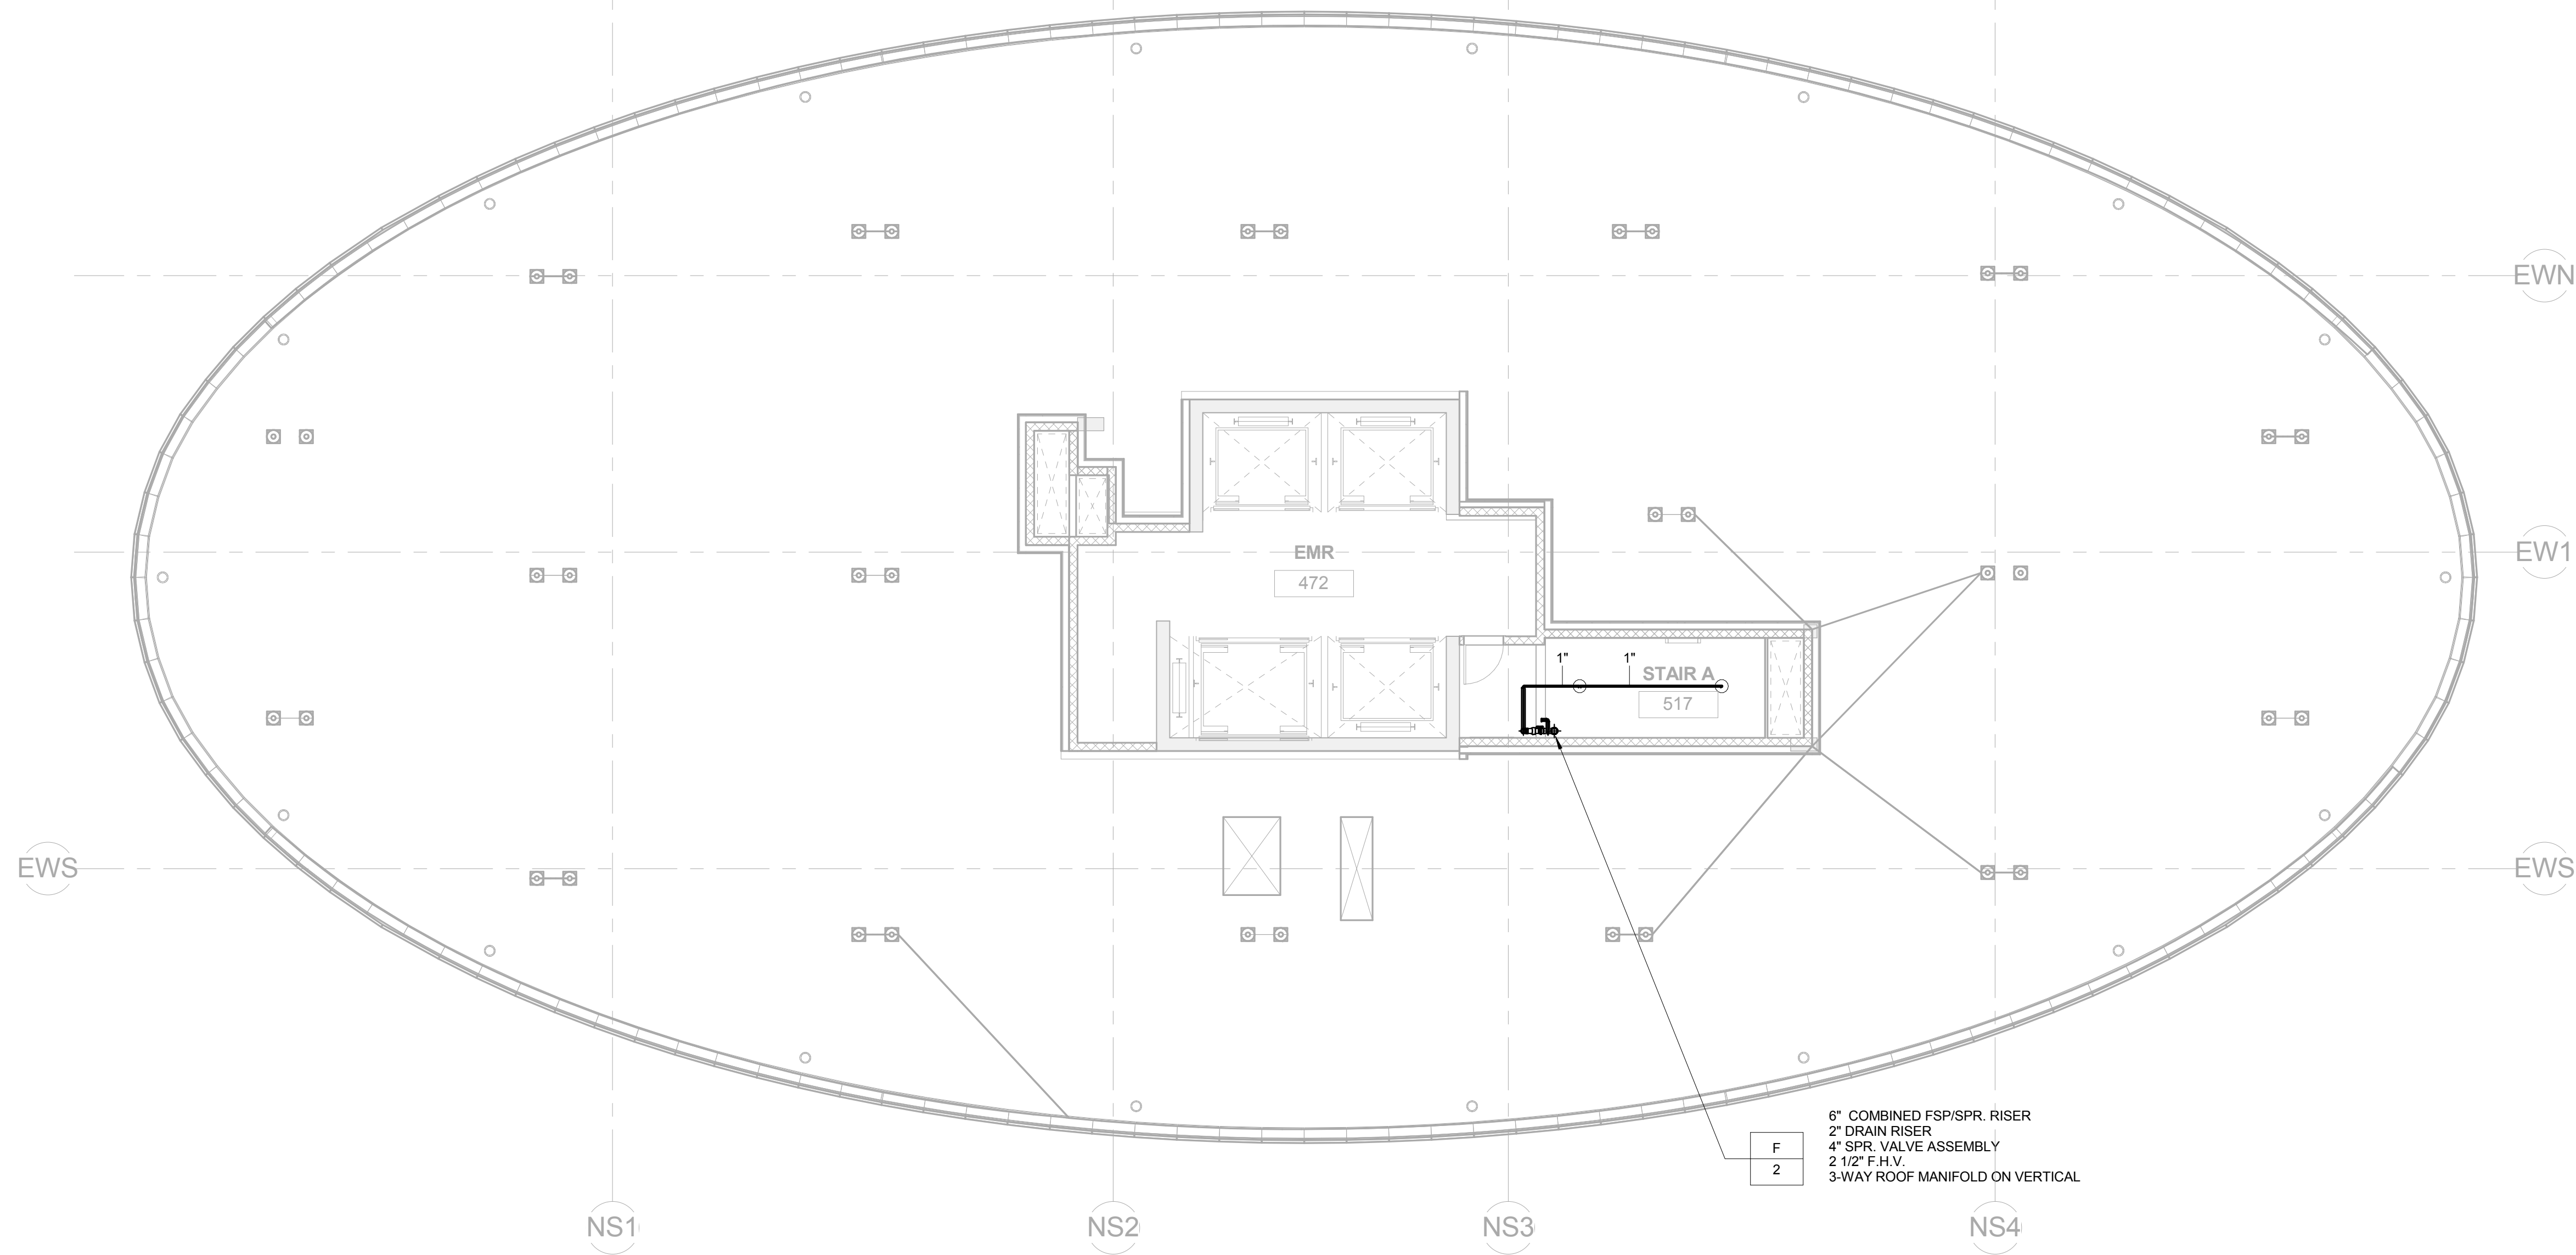 EWN
EMR
EW1
472
1"
1"
STAIR A
517
EWS
EWS
6" COMBINED FSP/SPR. RISER
2" DRAIN RISER
4" SPR. VALVE ASSEMBLY
2 1/2" F.H.V.
3-WAY ROOF MANIFOLD ON VERTICAL
F
2
NS1
NS2
NS3
NS4